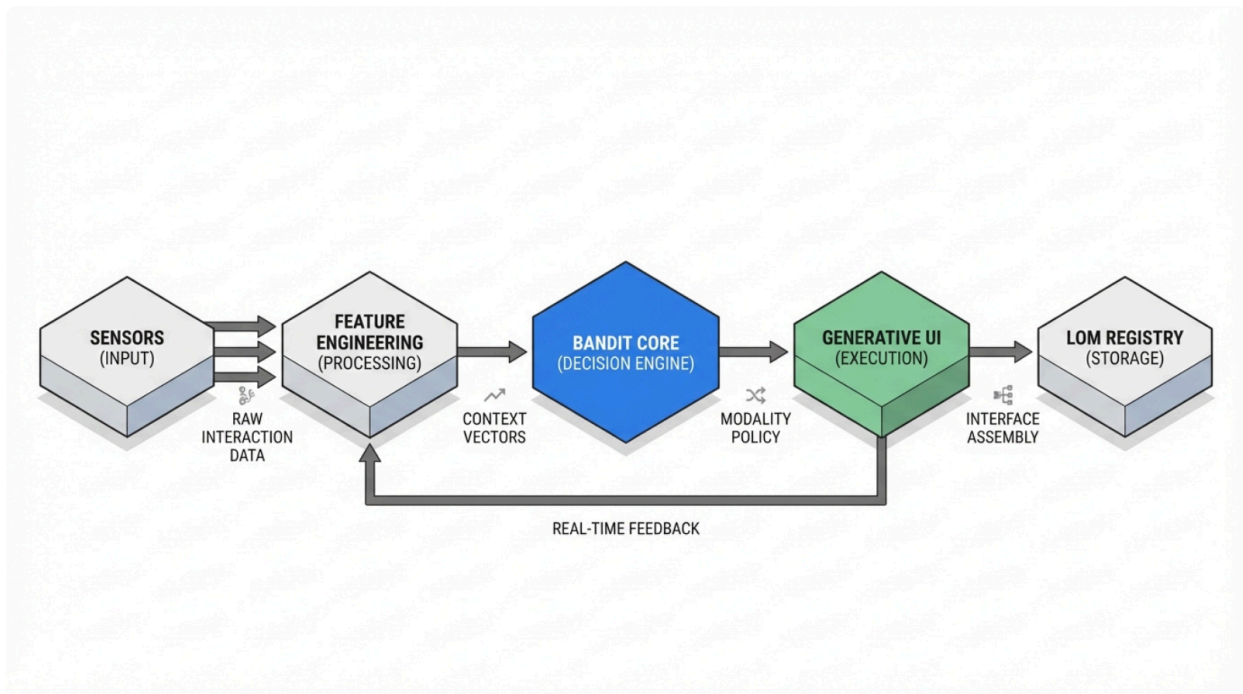 SENSORS
(INPUT)
RAW
INTERACTION
DATA
FEATURE
ENGINEERING
(PROCESSING)
CONTEXT
VECTORS
BANDIT CORE
(DECISION ENGINE)
MODALITY
POLICY
GENERATIVE UI
(EXECUTION)
INTERFACE
ASSEMBLY
LOM REGISTRY
(STORAGE)
REAL-TIME FEEDBACK